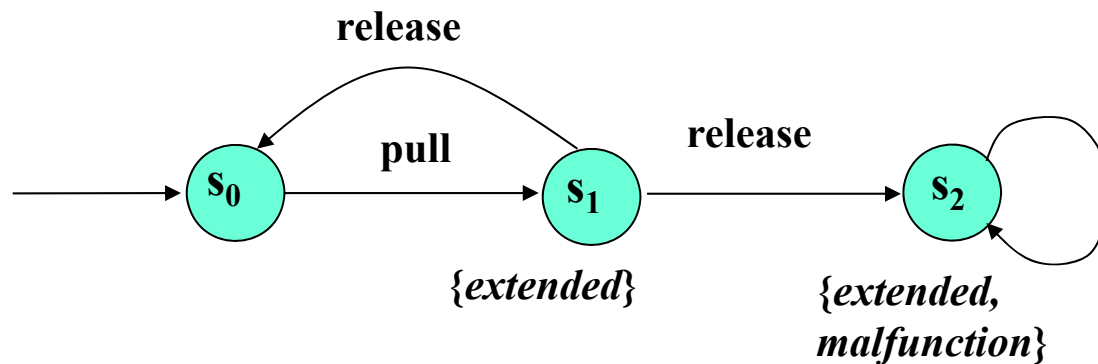 release
pull
release
s₀
s₁
s₂
{extended}
{extended,
malfunction}